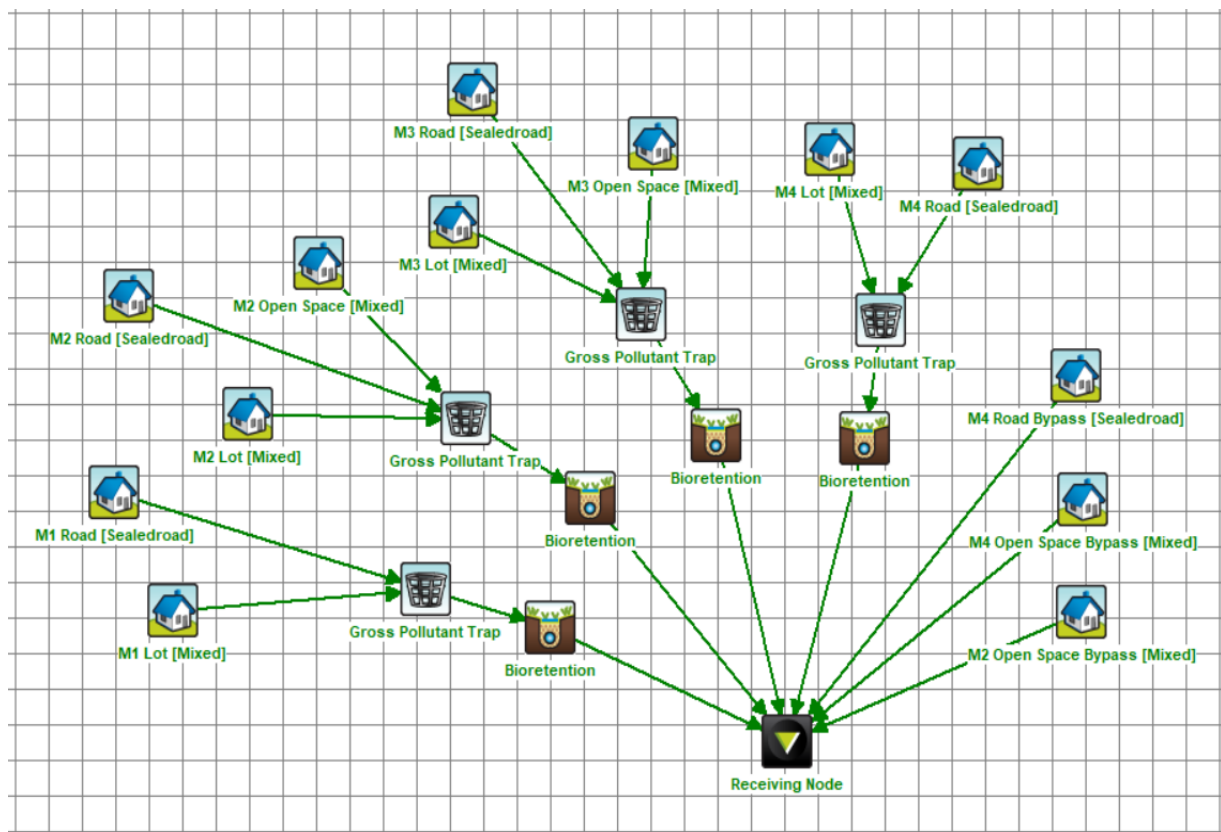 M3 Road [Sealedroad]
M3 Open Space [Mixed]
M4 Lot [Mixed]
M4 Road [Sealedroad]
M3 Lot [Mixed]
M2 Open Space [Mixed]
M2 Road [Sealedroad]
Gross Pollutant Trap
Gross Pollutant Trap
M4 Road Bypass [Sealedroad]
M2 Lot [Mixed]
Gross Pollutant Trap
Bioretention
Bioretention
M1 Road [Sealedroad]
Bioretention
M4 Open Space Bypass [Mixed]
Gross Pollutant Trap
M1 Lot [Mixed]
Bioretention
M2 Open Space Bypass [Mixed]
Receiving Node